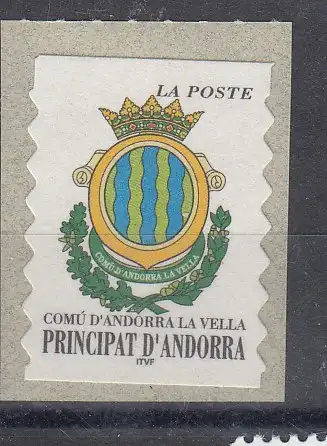 LA POSTE
COMÚ D'ANDORRA LA VELLA
COMÚ D'ANDORRA LA VELLA
PRINCIPAT D'ANDORRA
ITVF